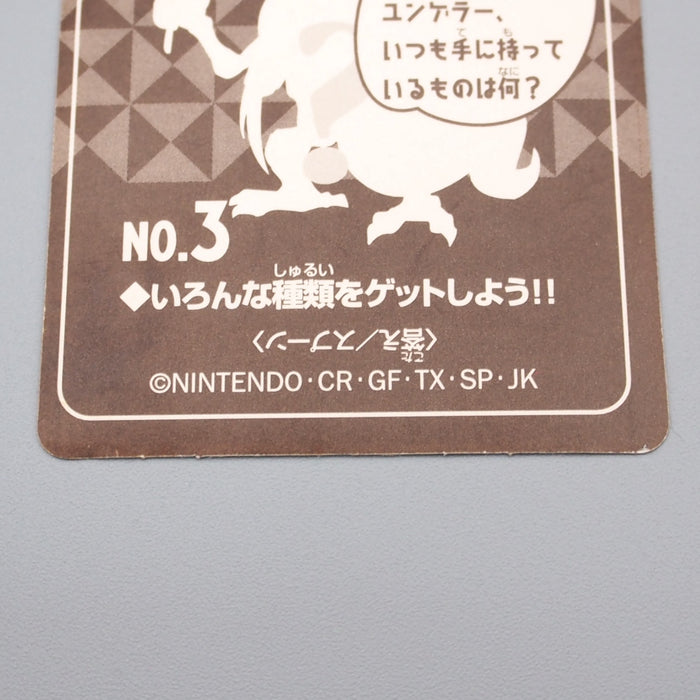 ユンゲラー、
いつも手に持って
いるものは何?
NO.3
◆いろんな種類をゲットしよう!!
〈答え/スプーン〉
©NINTENDO・CR・GF・TX・SP・JK